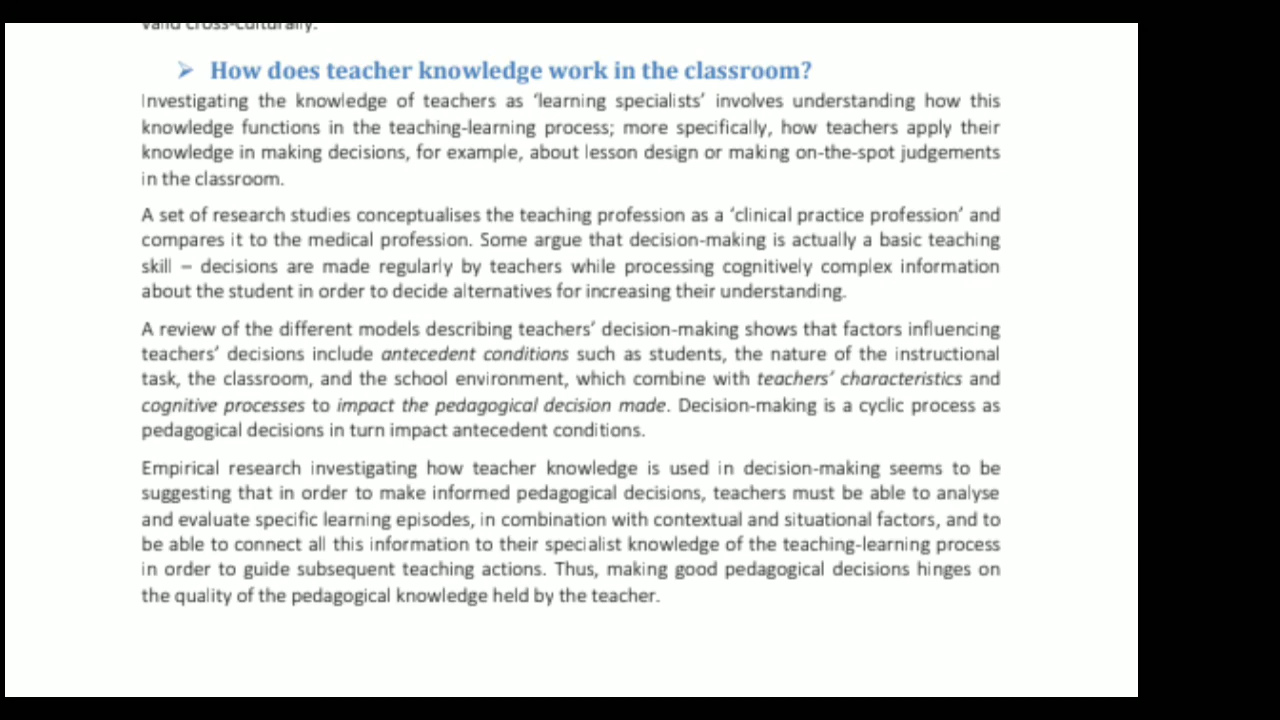 valid cross-culturally.
➢ How does teacher knowledge work in the classroom?
Investigating the knowledge of teachers as ‘learning specialists’ involves understanding how this
knowledge functions in the teaching-learning process; more specifically, how teachers apply their
knowledge in making decisions, for example, about lesson design or making on-the-spot judgements
in the classroom.
A set of research studies conceptualises the teaching profession as a ‘clinical practice profession’ and
compares it to the medical profession. Some argue that decision-making is actually a basic teaching
skill – decisions are made regularly by teachers while processing cognitively complex information
about the student in order to decide alternatives for increasing their understanding.
A review of the different models describing teachers’ decision-making shows that factors influencing
teachers’ decisions include antecedent conditions such as students, the nature of the instructional
task, the classroom, and the school environment, which combine with teachers’ characteristics and
cognitive processes to impact the pedagogical decision made. Decision-making is a cyclic process as
pedagogical decisions in turn impact antecedent conditions.
Empirical research investigating how teacher knowledge is used in decision-making seems to be
suggesting that in order to make informed pedagogical decisions, teachers must be able to analyse
and evaluate specific learning episodes, in combination with contextual and situational factors, and to
be able to connect all this information to their specialist knowledge of the teaching-learning process
in order to guide subsequent teaching actions. Thus, making good pedagogical decisions hinges on
the quality of the pedagogical knowledge held by the teacher.